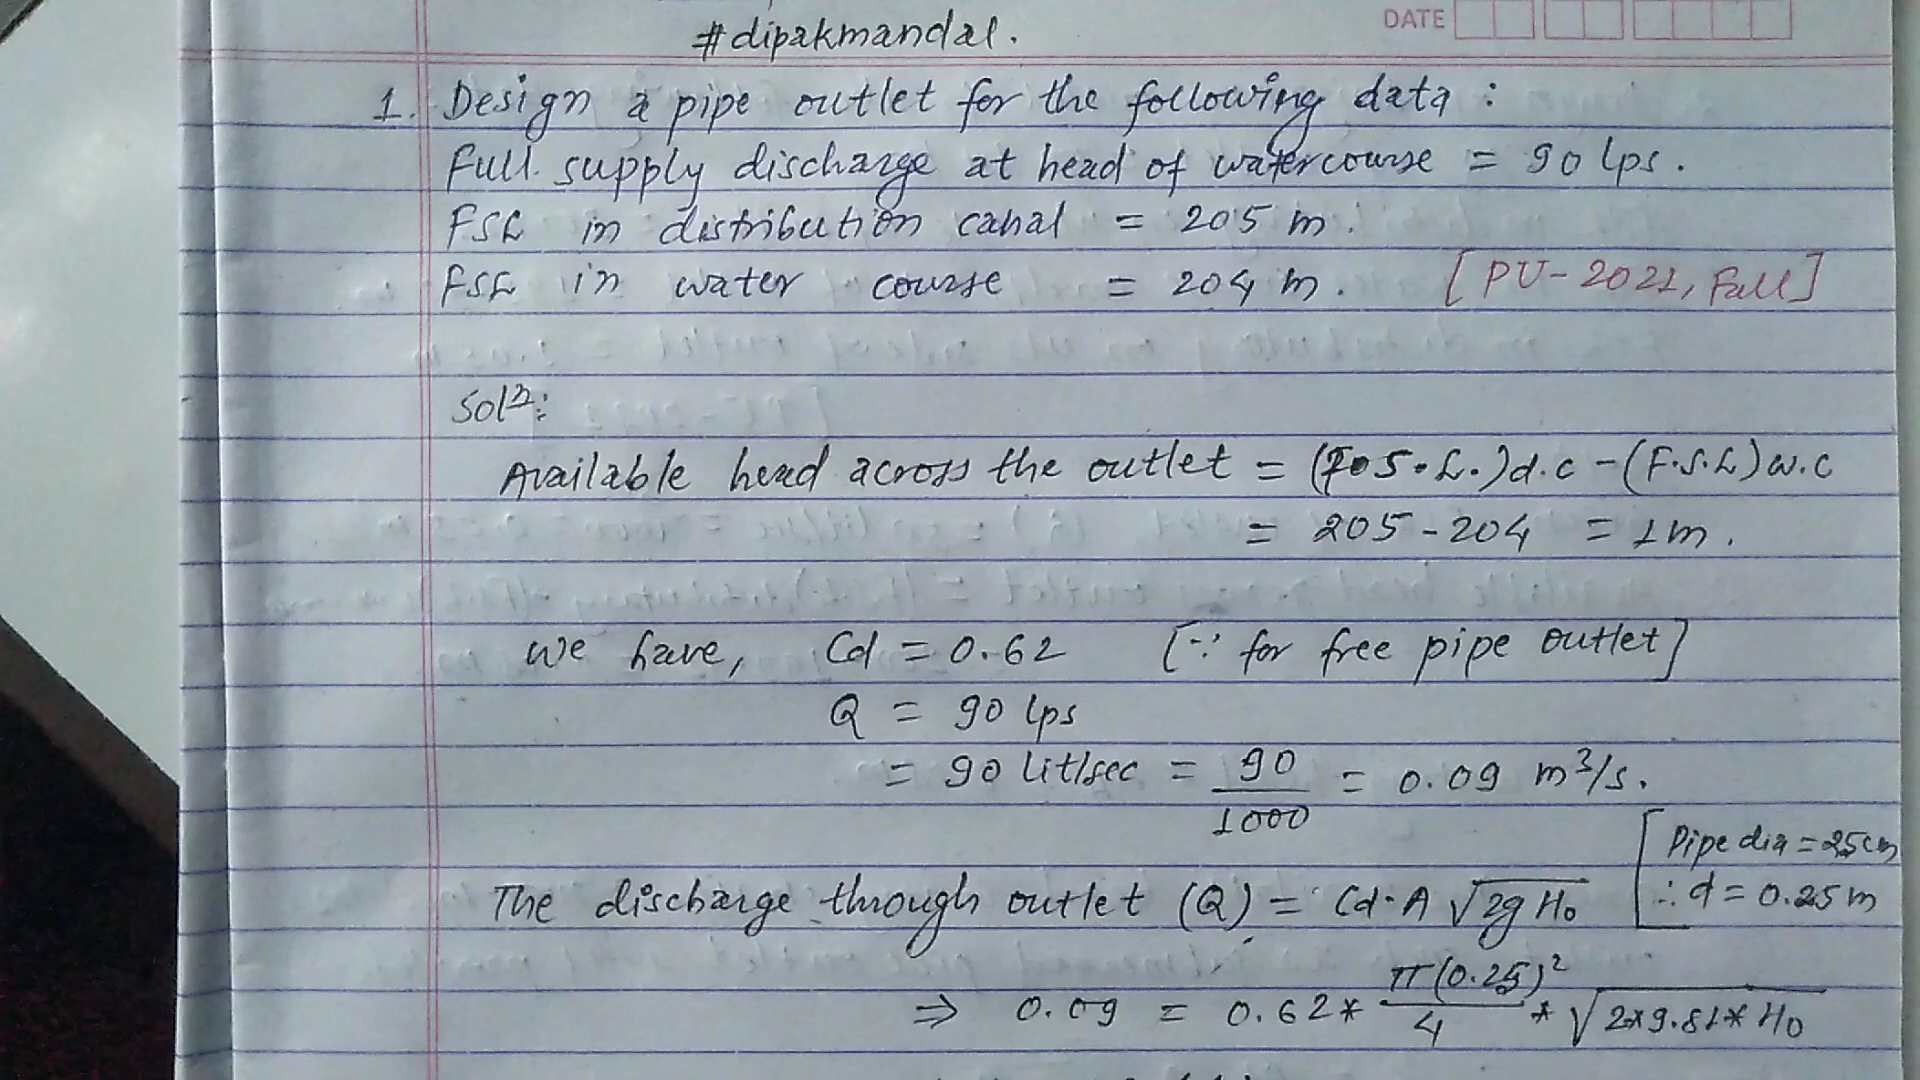 #dipakmandal.
DATE
1. Design a pipe outlet for the following data :
Full supply discharge at head of watercourse = 90 lps.
FSL in distribution canal = 205 m.
FSL in water course = 204 m. [PU-2021, Fall]
Solⁿ:
Available head across the outlet = (F.S.L.)d.c - (F.S.L)w.c
= 205 - 204 = 1m.
We have, Cd = 0.62 [∵ for free pipe outlet]
Q = 90 lps
= 90 lit/sec = 90/1000 = 0.09 m³/s.
[Pipe dia = 25cm
∴ d = 0.25 m
The discharge through outlet (Q) = Cd·A √2g Ho
⇒ 0.09 = 0.62* π(0.25)²/4 * √2*9.81* Ho